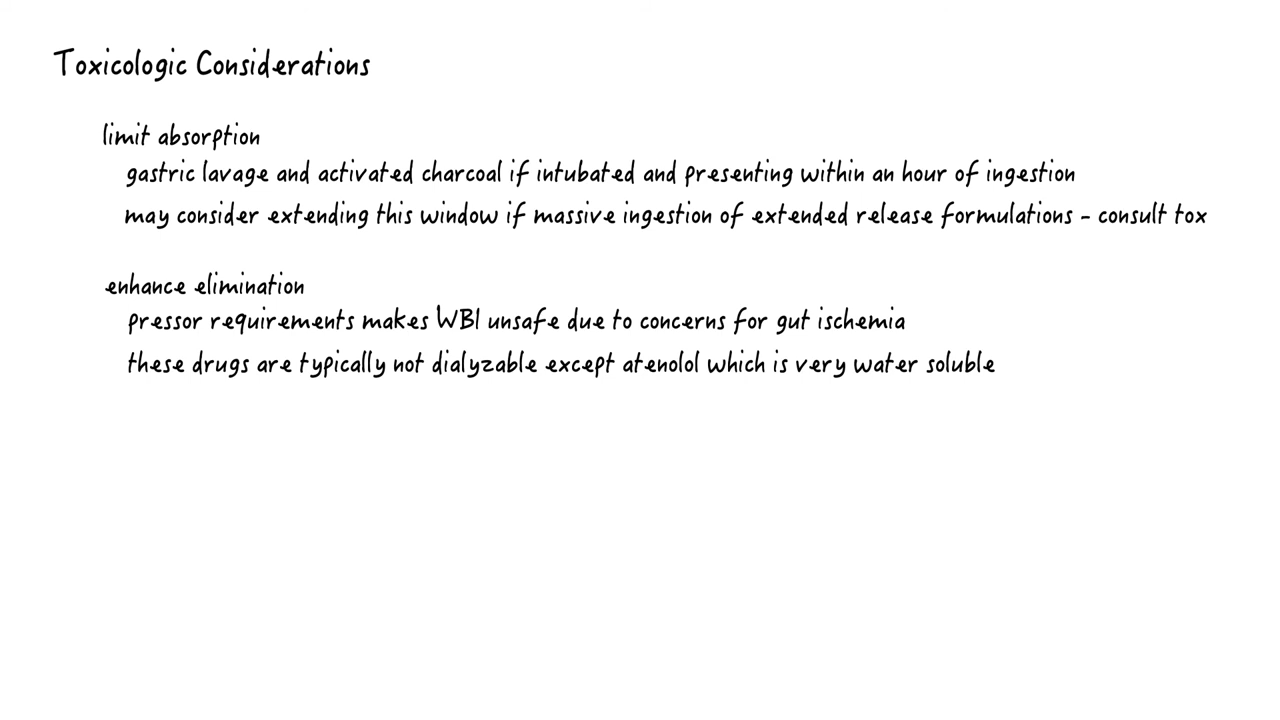 Toxicologic Considerations
limit absorption
gastric lavage and activated charcoal if intubated and presenting within an hour of ingestion
may consider extending this window if massive ingestion of extended release formulations - consult tox
enhance elimination
pressor requirements makes WBI unsafe due to concerns for gut ischemia
these drugs are typically not dialyzable except atenolol which is very water soluble